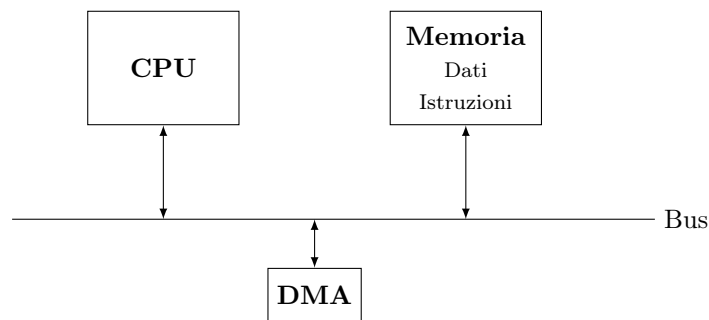 CPU
Memoria
Dati
Istruzioni
Bus
DMA